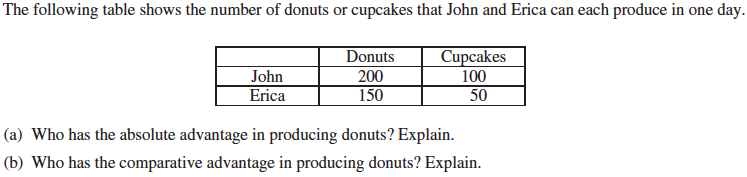 The following table shows the number of donuts or cupcakes that John and Erica can each produce in one day.
Donuts Cupcakes
John 200 100
Erica 150 50
(a) Who has the absolute advantage in producing donuts? Explain.
(b) Who has the comparative advantage in producing donuts? Explain.